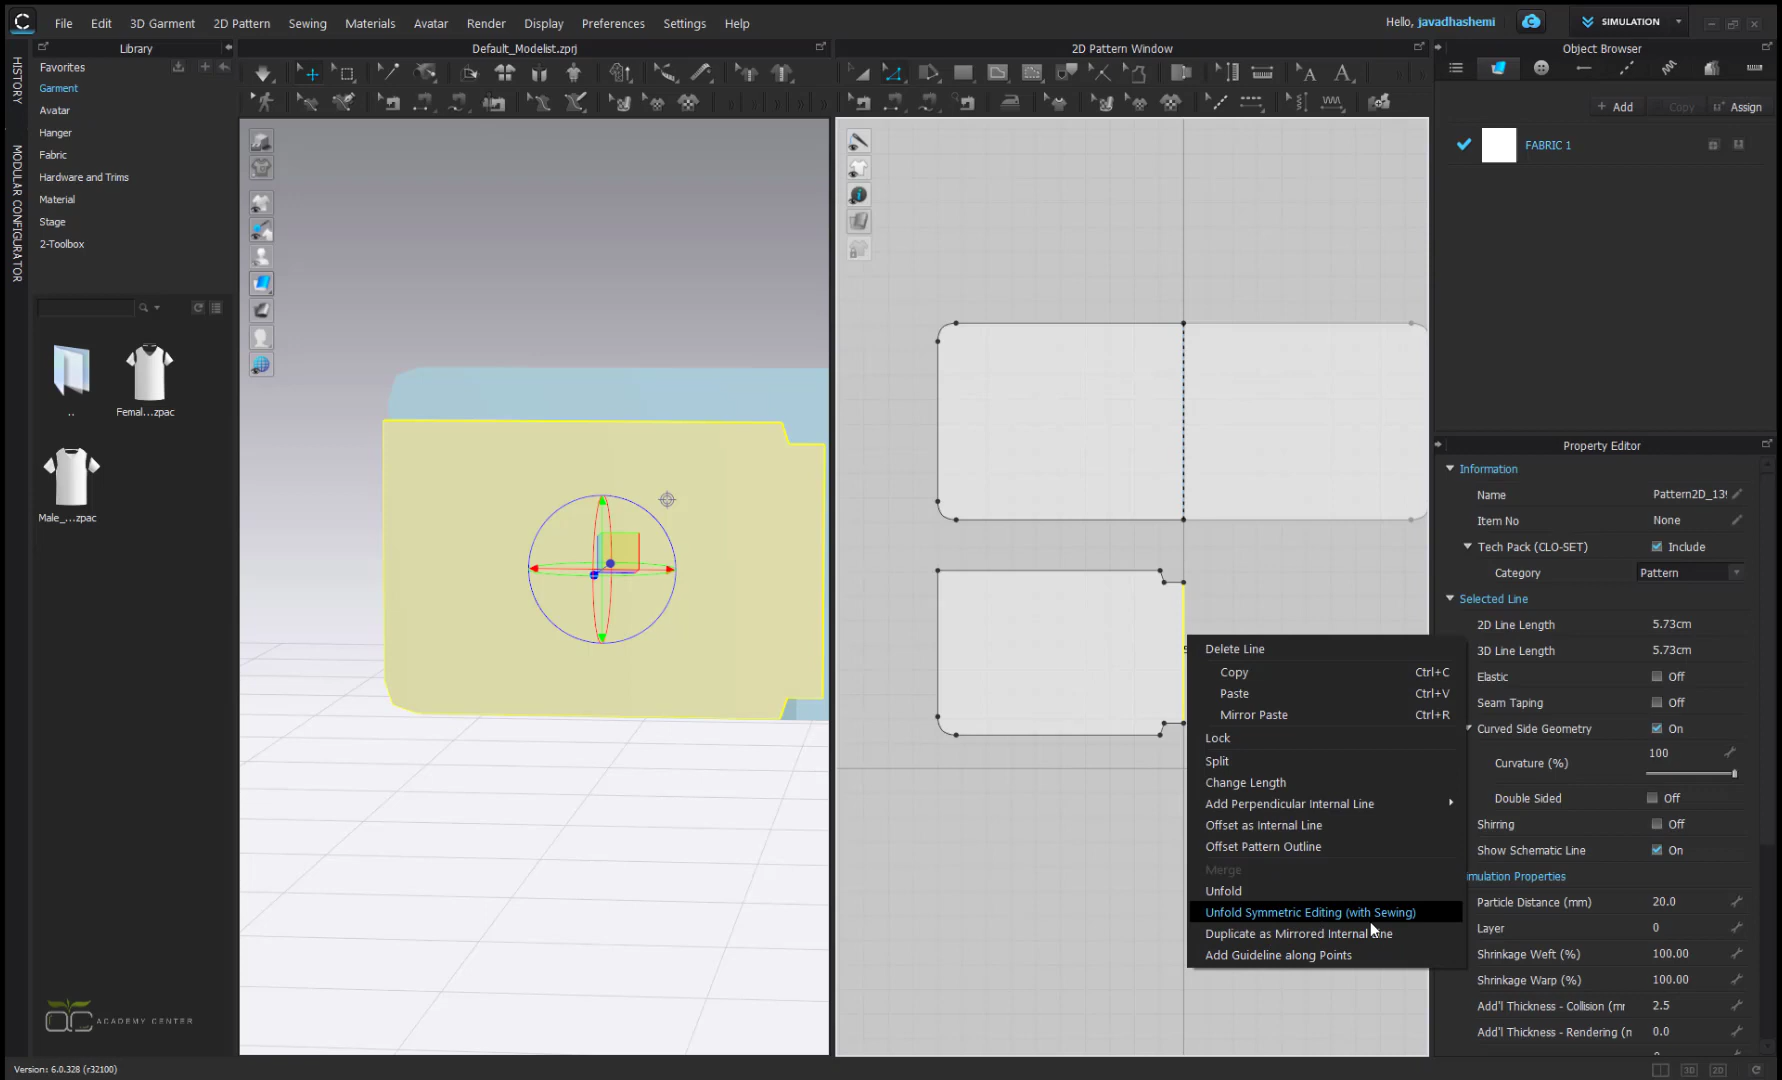 File Edit 3D Garment 2D Pattern Sewing Materials Avatar Render Display Preferences Settings Help
Hello, javadhashemi
SIMULATION
HISTORY
MODULAR CONFIGURATOR
Library
Default_Modelist.zprj
2D Pattern Window
Object Browser
Favorites
Garment
Avatar
Hanger
Fabric
Hardware and Trims
Material
Stage
2-Toolbox
..
Femal...zpac
Male_...zpac
+ Add Copy Assign
FABRIC 1
Delete Line
Copy Ctrl+C
Paste Ctrl+V
Mirror Paste Ctrl+R
Lock
Split
Change Length
Add Perpendicular Internal Line
Offset as Internal Line
Offset Pattern Outline
Merge
Unfold
Unfold Symmetric Editing (with Sewing)
Duplicate as Mirrored Internal ne
Add Guideline along Points
Property Editor
Information
Name Pattern2D_139
Item No None
Tech Pack (CLO-SET) Include
Category Pattern
Selected Line
2D Line Length 5.73cm
3D Line Length 5.73cm
Elastic Off
Seam Taping Off
Curved Side Geometry On
Curvature (%) 100
Double Sided Off
Shirring Off
Show Schematic Line On
imulation Properties
Particle Distance (mm) 20.0
Layer 0
Shrinkage Weft (%) 100.00
Shrinkage Warp (%) 100.00
Add'l Thickness - Collision (mr 2.5
Add'l Thickness - Rendering (n 0.0
ACADEMY CENTER
Version: 6.0.328 (r32100)
3D 2D